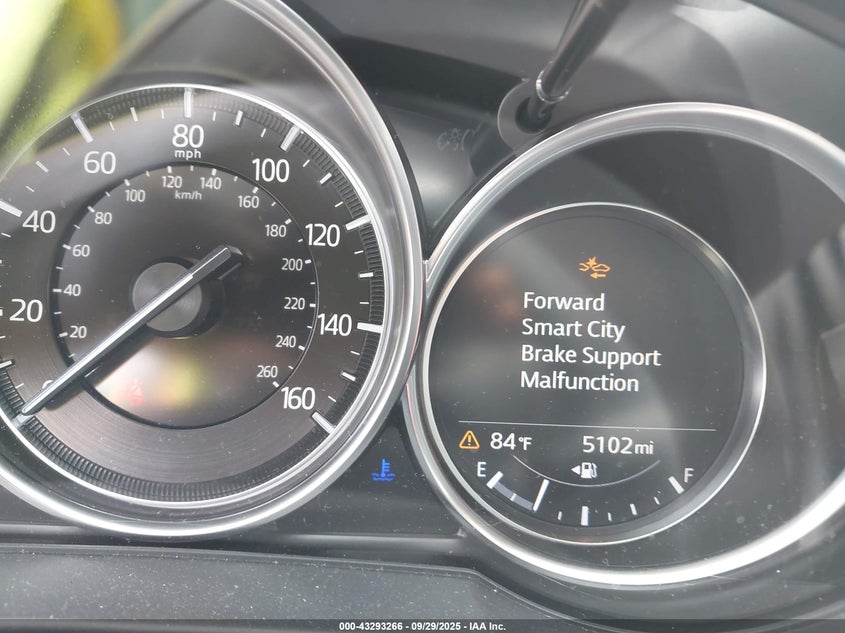 80
mph
60
100
40
120
20
140
0
160
120
140
km/h
100
160
80
180
60
200
40
220
20
240
260
Forward
Smart City
Brake Support
Malfunction
84°F
5102mi
E
F
000-43293266 - 09/29/2025 - IAA Inc.